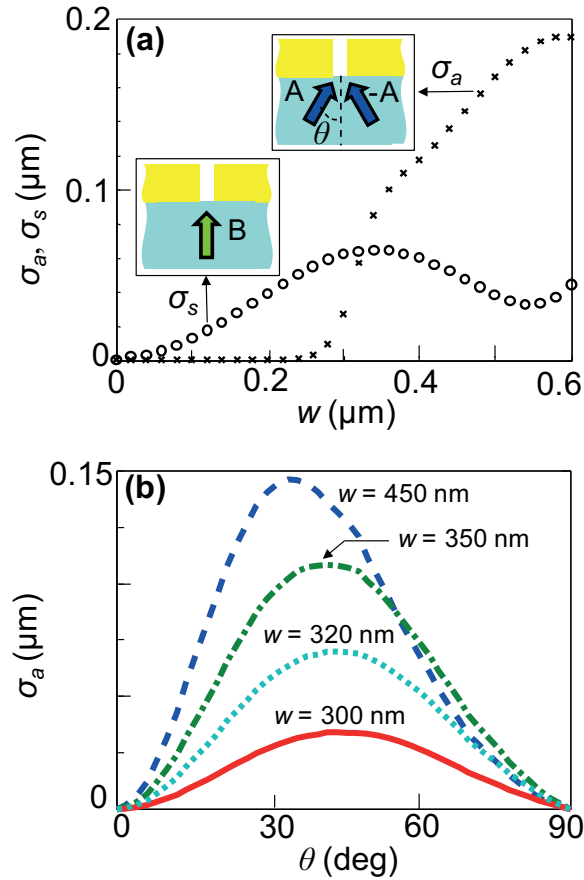 (a)
0.2
0.1
0
σa, σs (μm)
A
-A
θ
σa
B
σs
0
0.2
0.4
0.6
w (μm)
(b)
0.15
0
σa (μm)
w = 450 nm
w = 350 nm
w = 320 nm
w = 300 nm
0
30
60
90
θ (deg)